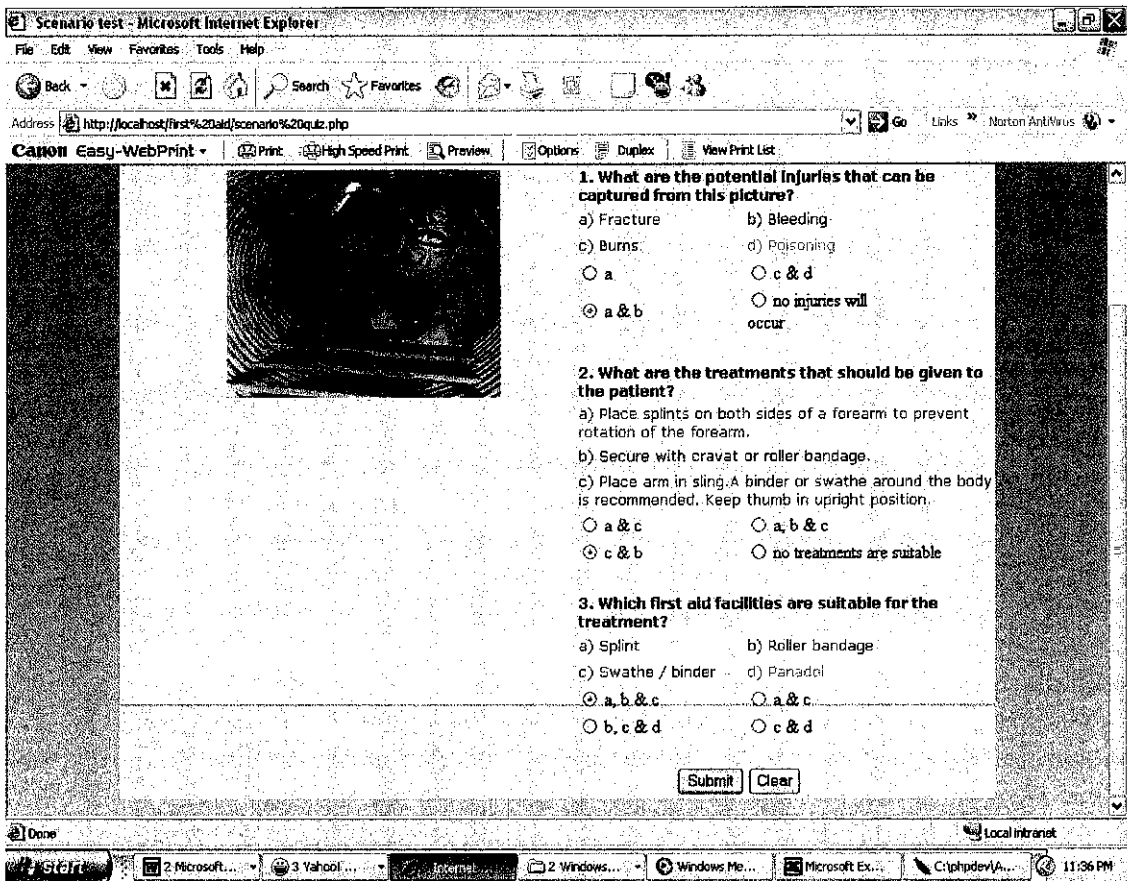 Scenario test - Microsoft Internet Explorer
File Edit View Favorites Tools Help
Back Search Favorites
Address http://localhost/first%20aid/scenario%20quiz.php Go Links » Norton AntiVirus
Canon Easy-WebPrint Print High Speed Print Preview Options Duplex View Print List
1. What are the potential injuries that can be
captured from this picture?
a) Fracture b) Bleeding
c) Burns d) Poisoning
a c & d
a & b no injuries will
occur
2. What are the treatments that should be given to
the patient?
a) Place splints on both sides of a forearm to prevent
rotation of the forearm.
b) Secure with cravat or roller bandage.
c) Place arm in sling.A binder or swathe around the body
is recommended. Keep thumb in upright position.
a & c a, b & c
c & b no treatments are suitable
3. Which first aid facilities are suitable for the
treatment?
a) Splint b) Roller bandage
c) Swathe / binder d) Panadol
a, b & c a & c
b, c & d c & d
Submit Clear
Done Local intranet
start 2 Microsoft... 3 Yahoo! ... Internet... 2 Windows... Windows Me... Microsoft Ex... C:\phpdev\A... 11:36 PM